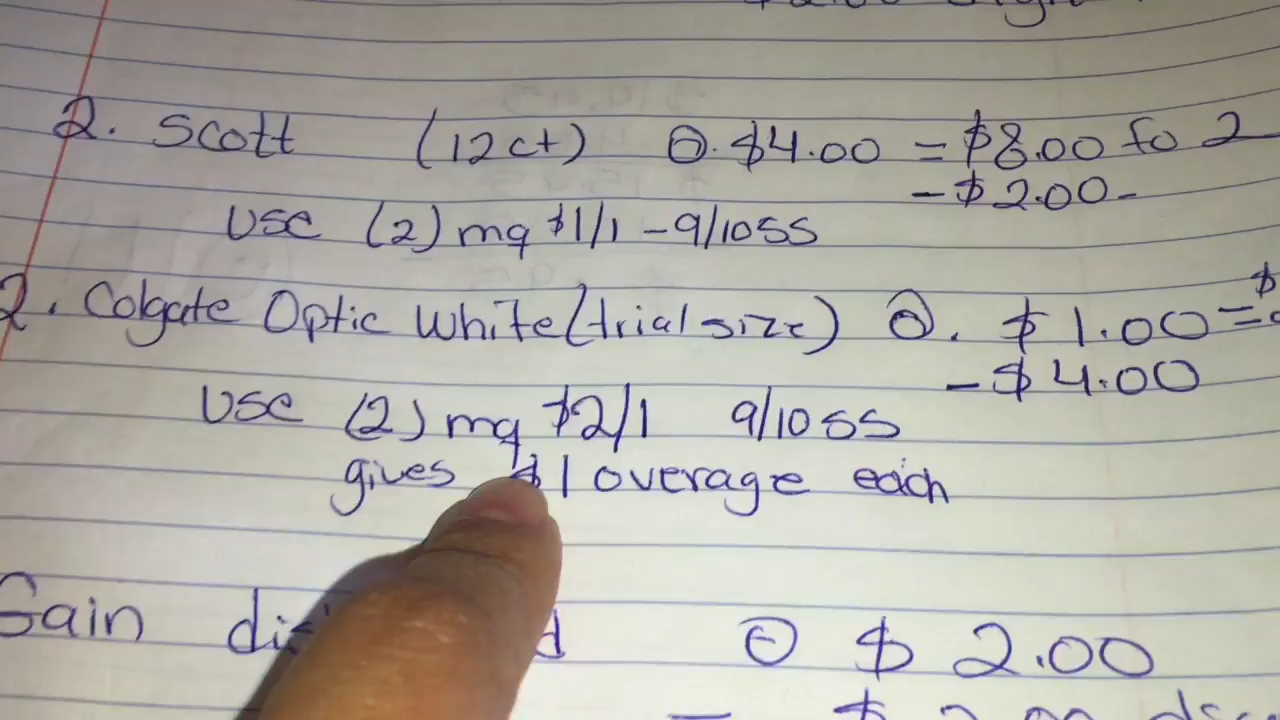 2. Scott (12ct) @. $4.00 = $8.00 fo 2
-$2.00-
Use (2) mq $1/1 - 9/10 SS
2. Colgate Optic White (trial size) @. $1.00 = $
-$4.00
Use (2) mq $2/1 9/10 SS
gives $1 overage each
Gain @ $2.00